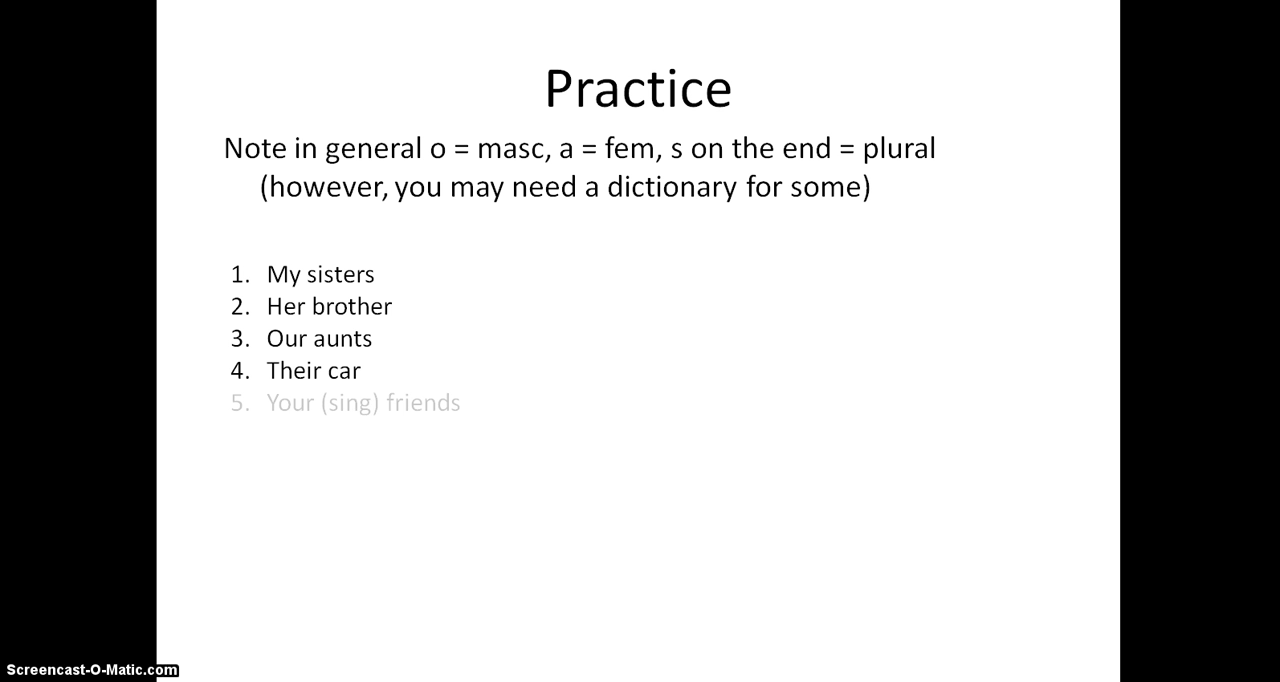 Practice
Note in general o = masc, a = fem, s on the end = plural
(however, you may need a dictionary for some)
1. My sisters
2. Her brother
3. Our aunts
4. Their car
5. Your (sing) friends
Screencast-O-Matic.com